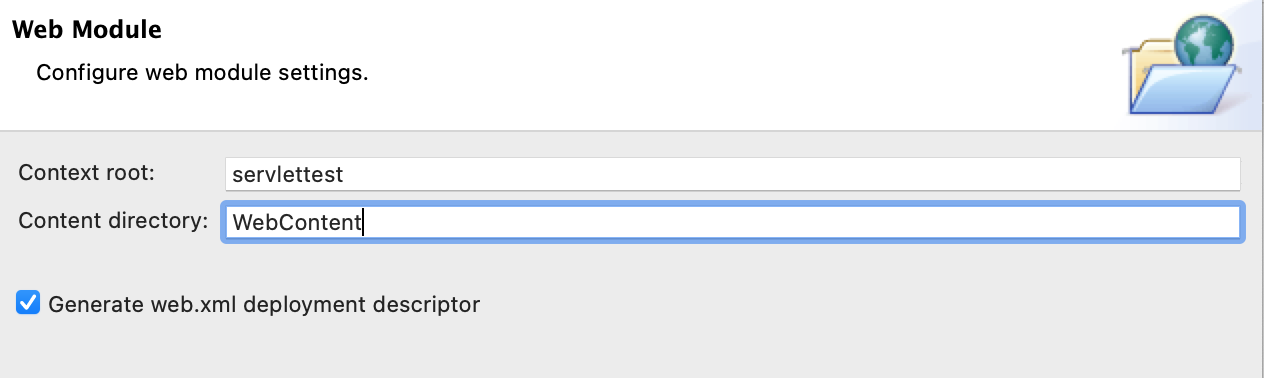 Web Module
Configure web module settings.
Context root: servlettest
Content directory: WebContent
Generate web.xml deployment descriptor